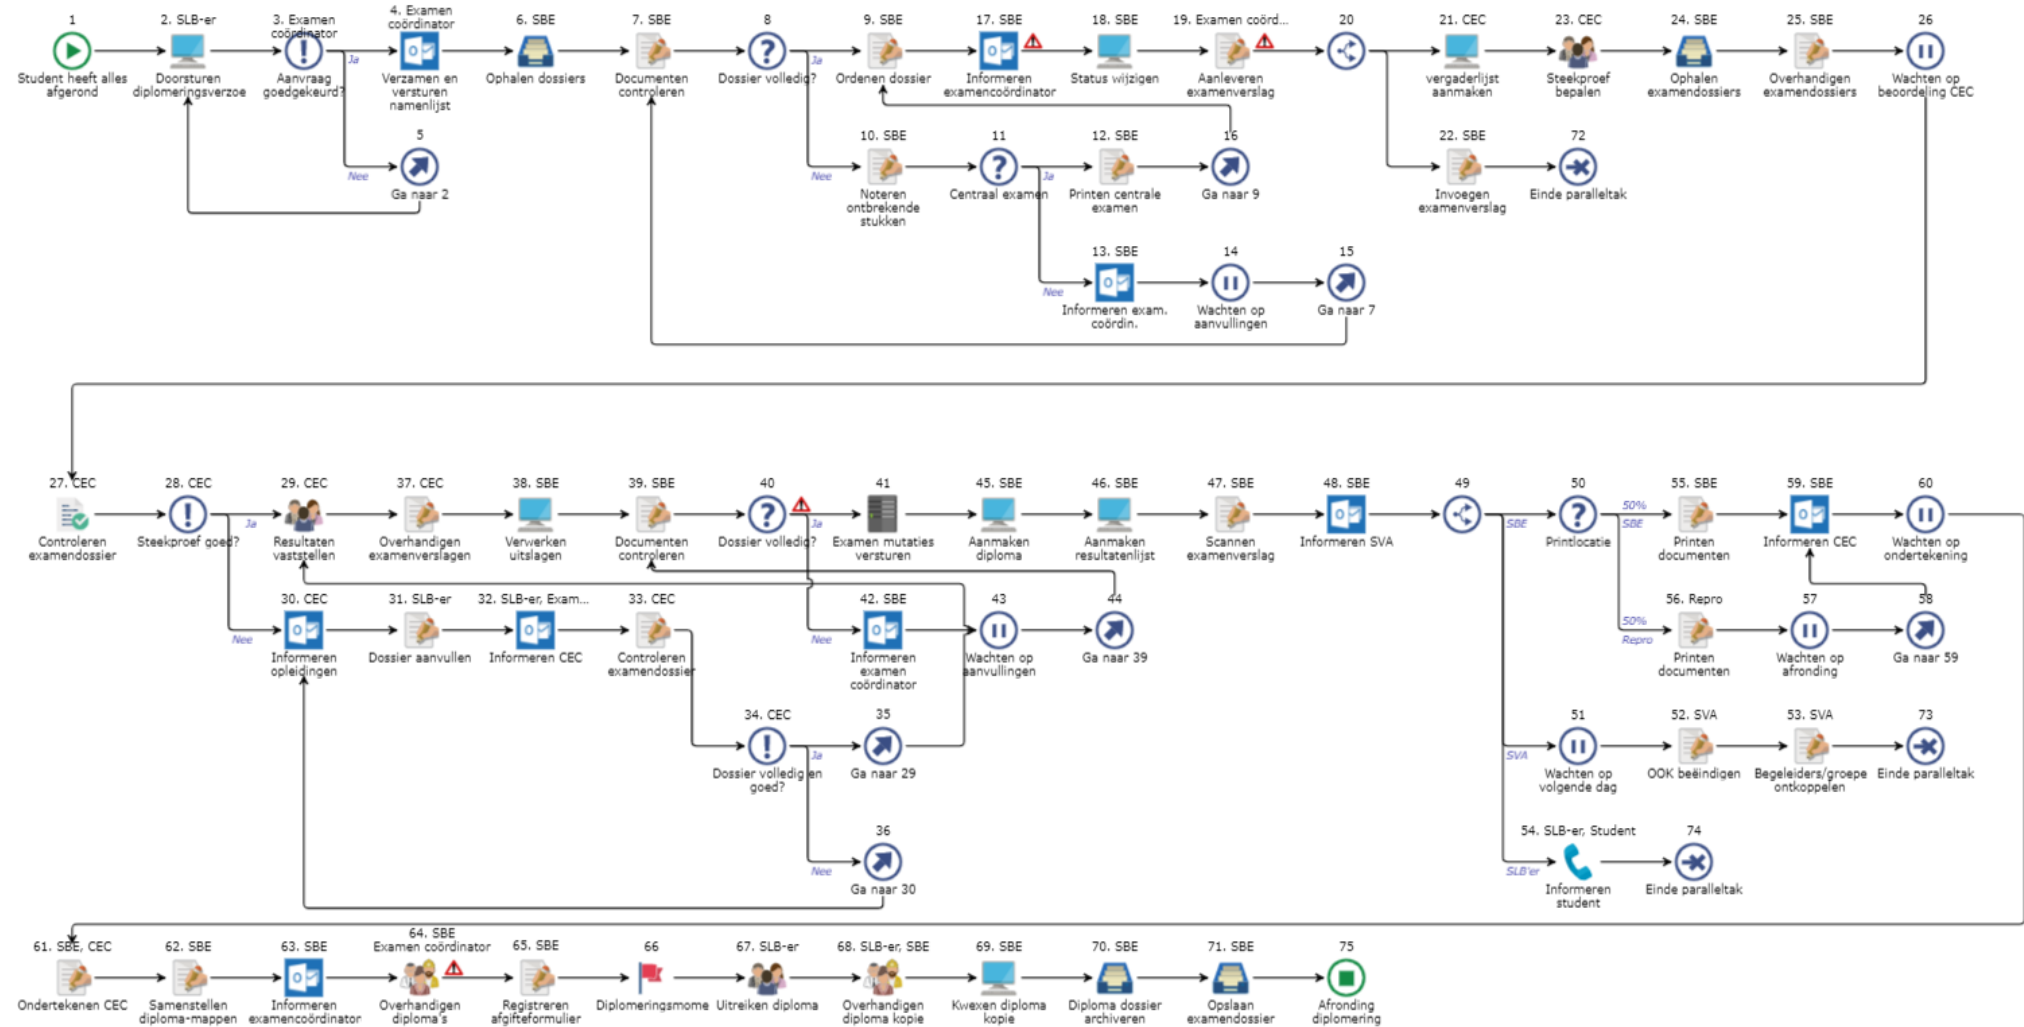 1
Student heeft alles
afgerond
2. SLB-er
Doorsturen
diplomeringsverzoe
3. Examen
coördinator
Aanvraag
goedgekeurd?
Ja
Nee
4. Examen
coördinator
Verzamen en
versturen
namenlijst
5
Ga naar 2
6. SBE
Ophalen dossiers
7. SBE
Documenten
controleren
8
Dossier volledig?
Ja
Nee
9. SBE
Ordenen dossier
17. SBE
Informeren
examencoördinator
18. SBE
Status wijzigen
19. Examen coörd...
Aanleveren
examenverslag
20
21. CEC
vergaderlijst
aanmaken
23. CEC
Steekproef
bepalen
24. SBE
Ophalen
examendossiers
25. SBE
Overhandigen
examendossiers
26
Wachten op
beoordeling CEC
10. SBE
Noteren
ontbrekende
stukken
11
Centraal examen
Ja
Nee
12. SBE
Printen centrale
examen
16
Ga naar 9
22. SBE
Invoegen
examenverslag
72
Einde paralleltak
13. SBE
Informeren exam.
coördin.
14
Wachten op
aanvullingen
15
Ga naar 7
27. CEC
Controleren
examendossier
28. CEC
Steekproef goed?
Ja
Nee
29. CEC
Resultaten
vaststellen
37. CEC
Overhandigen
examenverslagen
38. SBE
Verwerken
uitslagen
39. SBE
Documenten
controleren
40
Dossier volledig?
Ja
Nee
41
Examen mutaties
versturen
45. SBE
Aanmaken
diploma
46. SBE
Aanmaken
resultatenlijst
47. SBE
Scannen
examenverslag
48. SBE
Informeren SVA
49
SBE
SVA
SLB'er
50
Printlocatie
50%
SBE
50%
Repro
55. SBE
Printen
documenten
59. SBE
Informeren CEC
60
Wachten op
ondertekening
30. CEC
Informeren
opleidingen
31. SLB-er
Dossier aanvullen
32. SLB-er, Exam...
Informeren CEC
33. CEC
Controleren
examendossier
42. SBE
Informeren
examen
coördinator
43
Wachten op
aanvullingen
44
Ga naar 39
56. Repro
Printen
documenten
57
Wachten op
afronding
58
Ga naar 59
34. CEC
Dossier volledig en
goed?
Ja
Nee
35
Ga naar 29
51
Wachten op
volgende dag
52. SVA
OOK beëindigen
53. SVA
Begeleiders/groepe
ontkoppelen
73
Einde paralleltak
36
Ga naar 30
54. SLB-er, Student
Informeren
student
74
Einde paralleltak
61. SBE, CEC
Ondertekenen CEC
62. SBE
Samenstellen
diploma-mappen
63. SBE
Informeren
examencoördinator
64. SBE
Examen coördinator
Overhandigen
diploma's
65. SBE
Registreren
afgifteformulier
66
Diplomeringsmome
67. SLB-er
Uitreiken diploma
68. SLB-er, SBE
Overhandigen
diploma kopie
69. SBE
Kwexen diploma
kopie
70. SBE
Diploma dossier
archiveren
71. SBE
Opslaan
examendossier
75
Afronding
diplomering